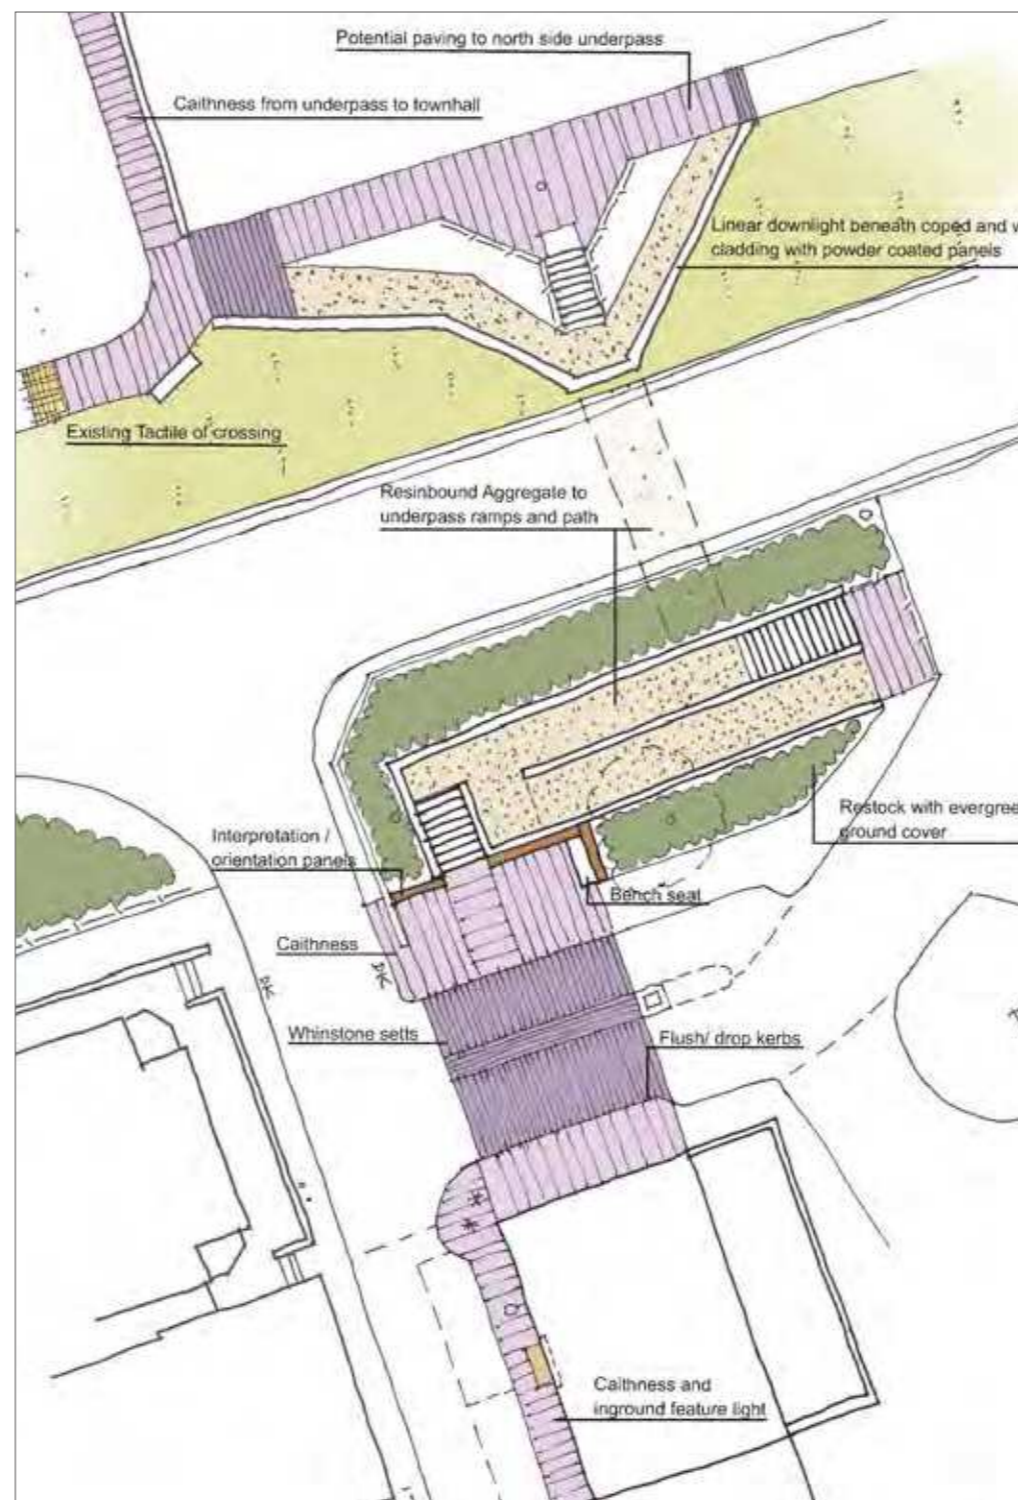 Potential paving to north side underpass
Caithness from underpass to townhall
Linear downlight beneath coped and w
cladding with powder coated panels
Existing Tactile of crossing
Resinbound Aggregate to
underpass ramps and path
Restock with evergree
ground cover
Interpretation /
orientation panels
Bench seat
Caithness
DK
DK
Whinstone setts
Flush/ drop kerbs
Caithness and
inground feature light